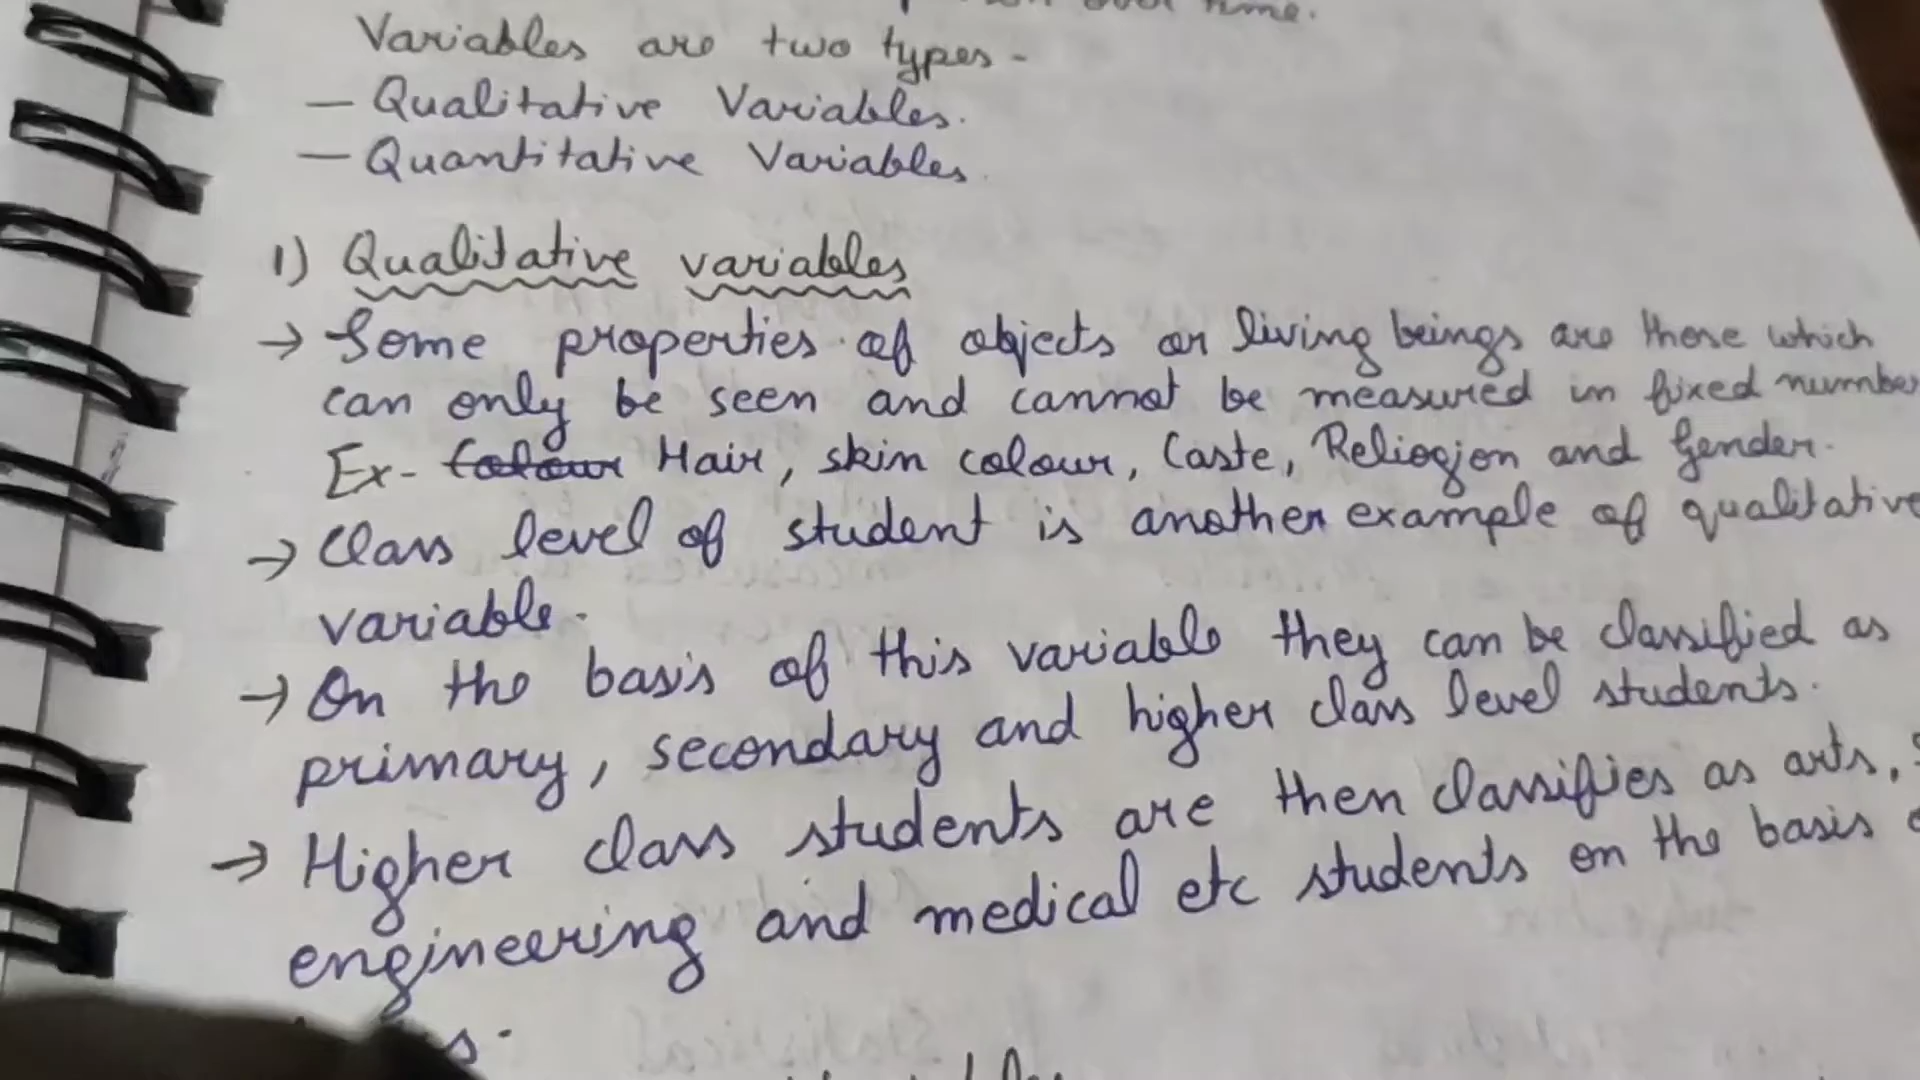 over time.
Variables are two types-
— Qualitative Variables.
— Quantitative Variables.
1) Qualitative variables
→ Some properties of objects or living beings are those which
can only be seen and cannot be measured in fixed number
Ex- Colour Hair, skin colour, Caste, Religion and Gender.
→ Class level of student is another example of qualitative
variable.
→ On the basis of this variable they can be classified as
primary, secondary and higher class level students.
→ Higher class students are then classifies as arts,
engineering and medical etc students on the basis